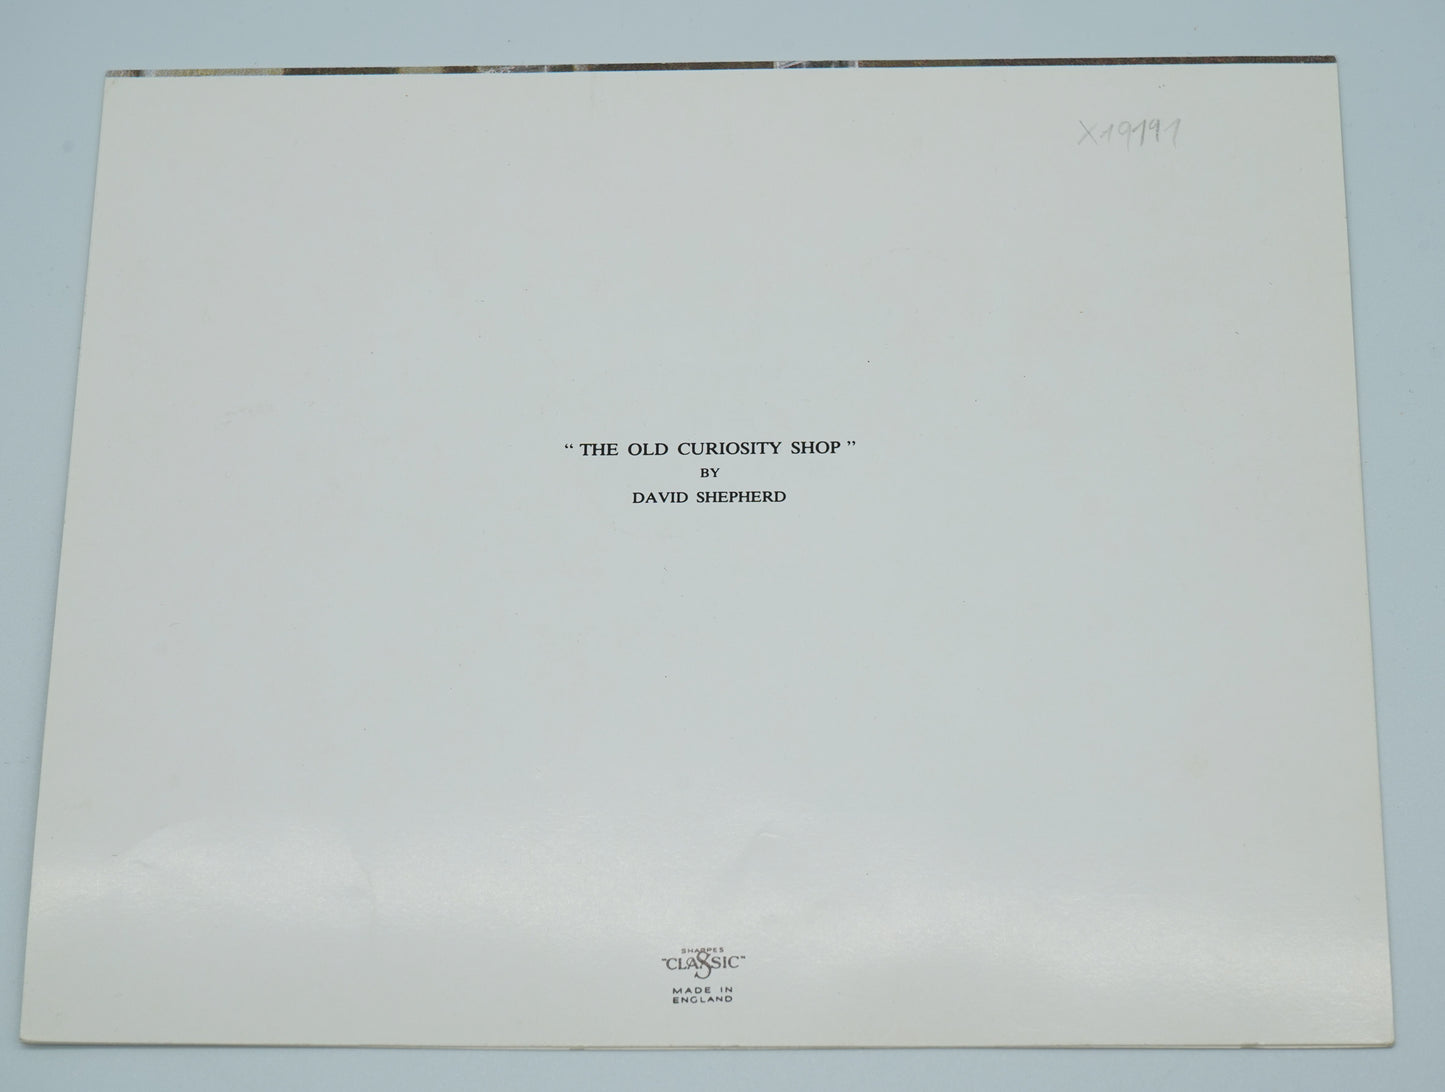 X19191
“ THE OLD CURIOSITY SHOP ”
BY
DAVID SHEPHERD
SHARPES
"CLASSIC"
MADE IN
ENGLAND